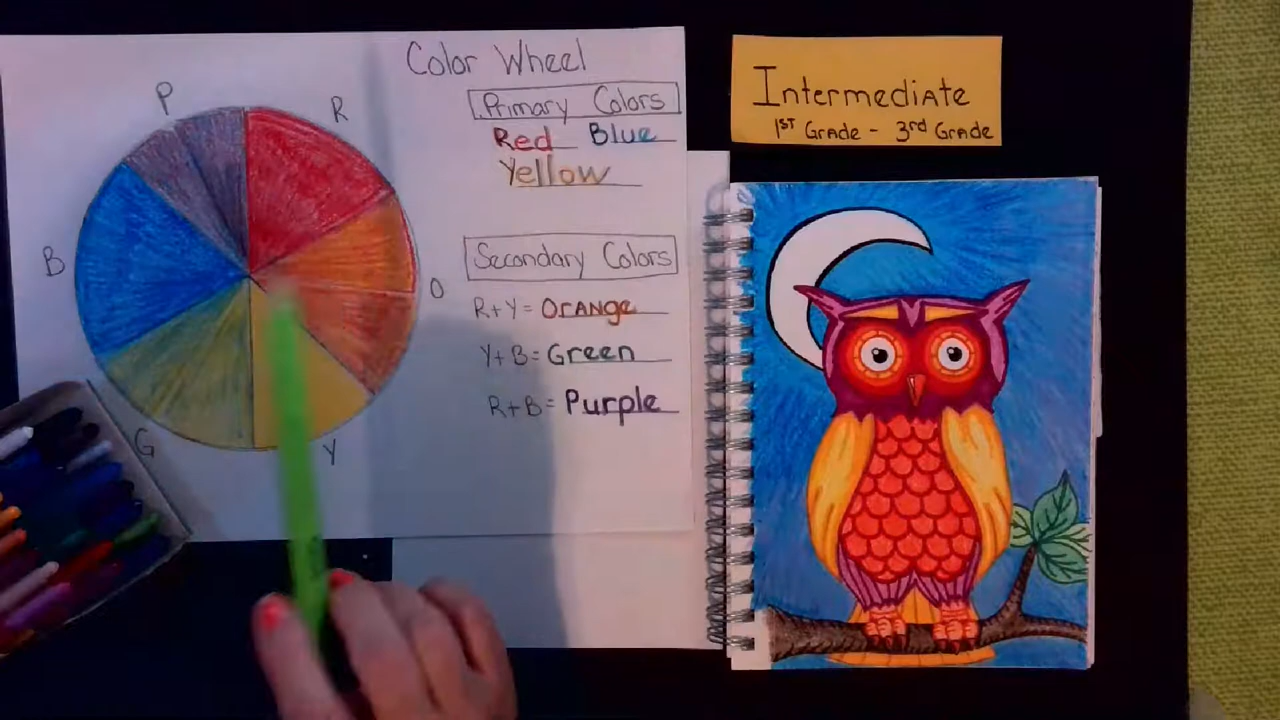 Color Wheel
P
R
B
O
G
Y
Primary Colors
Red Blue
Yellow
Secondary Colors
R+Y= Orange
Y+B= Green
R+B= Purple
Intermediate
1ST Grade - 3rd Grade